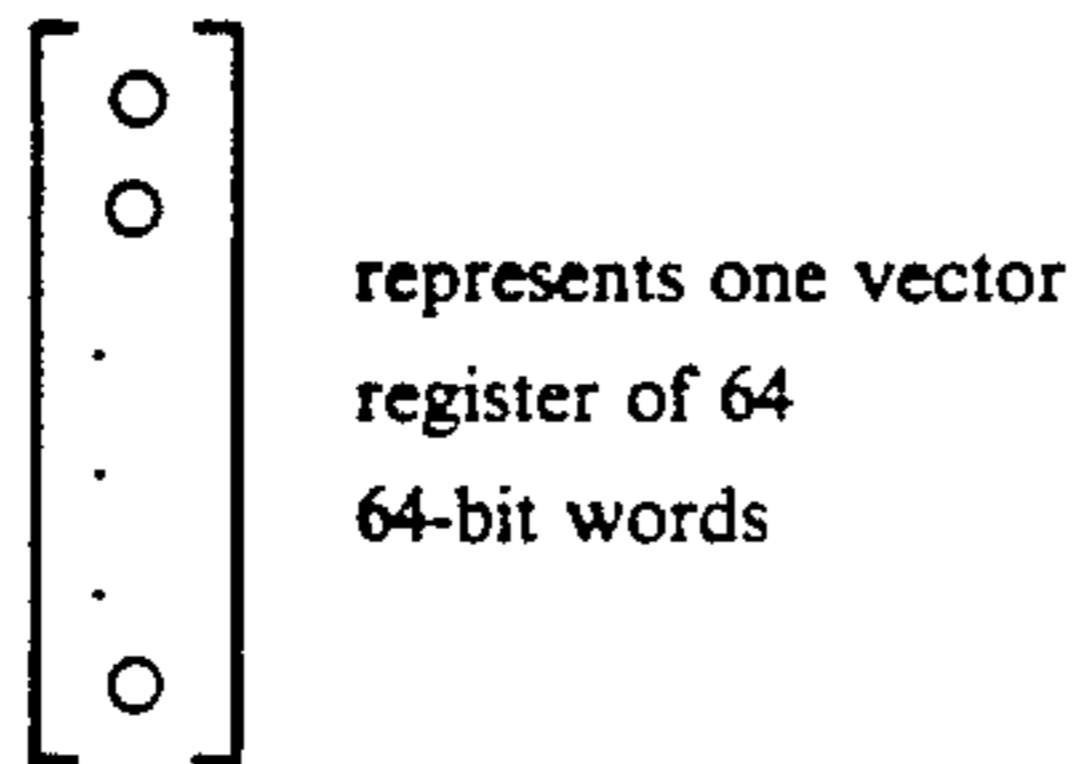 represents one vector
register of 64
64-bit words